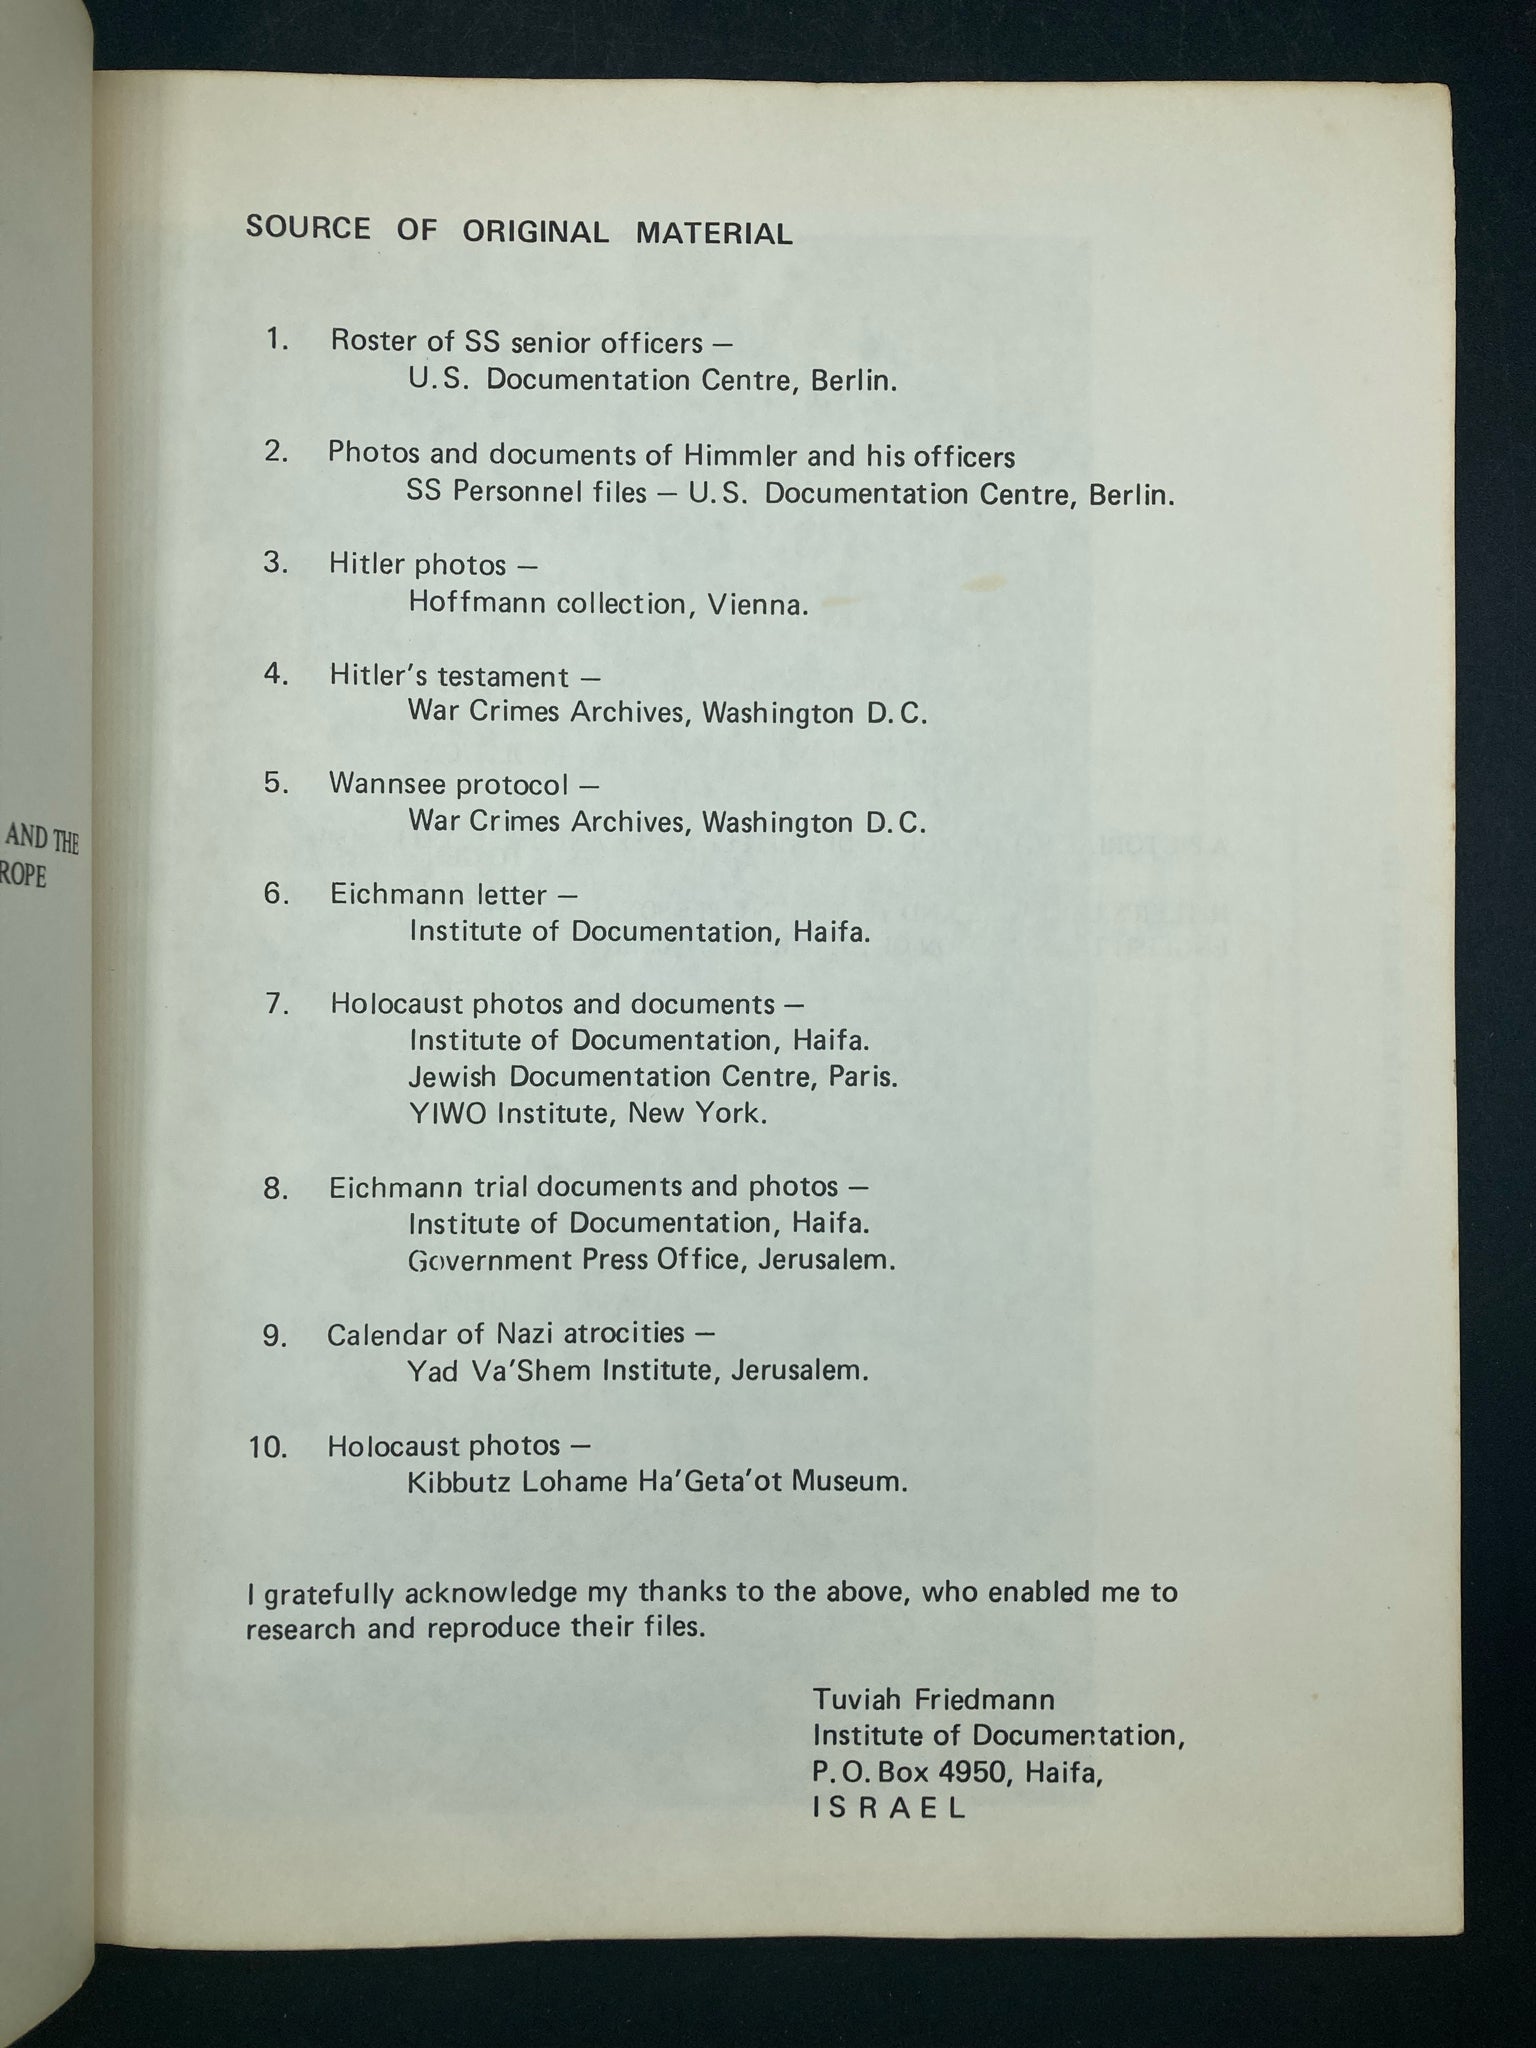 AND THE
SOURCE OF ORIGINAL MATERIAL
1. Roster of SS senior officers —
U.S. Documentation Centre, Berlin.
2. Photos and documents of Himmler and his officers
SS Personnel files — U.S. Documentation Centre, Berlin.
3. Hitler photos —
Hoffmann collection, Vienna.
4. Hitler's testament —
War Crimes Archives, Washington D.C.
5. Wannsee protocol —
War Crimes Archives, Washington D.C.
6. Eichmann letter —
Institute of Documentation, Haifa.
7. Holocaust photos and documents —
Institute of Documentation, Haifa.
Jewish Documentation Centre, Paris.
YIWO Institute, New York.
8. Eichmann trial documents and photos —
Institute of Documentation, Haifa.
Government Press Office, Jerusalem.
9. Calendar of Nazi atrocities —
Yad Va'Shem Institute, Jerusalem.
10. Holocaust photos —
Kibbutz Lohame Ha'Geta'ot Museum.
I gratefully acknowledge my thanks to the above, who enabled me to
research and reproduce their files.
Tuviah Friedmann
Institute of Documentation,
P.O. Box 4950, Haifa,
ISRAEL